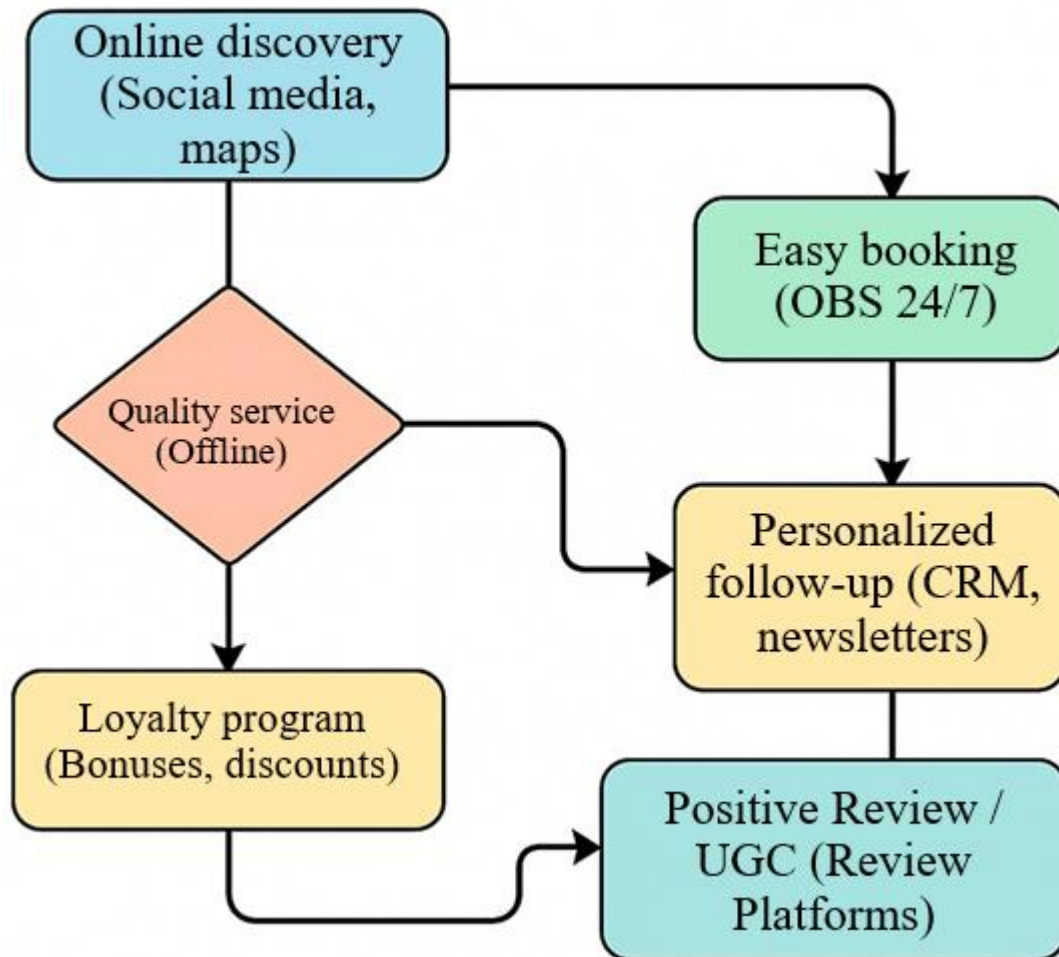 Online discovery
(Social media,
maps)
Easy booking
(OBS 24/7)
Quality service
(Offline)
Personalized
follow-up (CRM,
newsletters)
Loyalty program
(Bonuses, discounts)
Positive Review /
UGC (Review
Platforms)